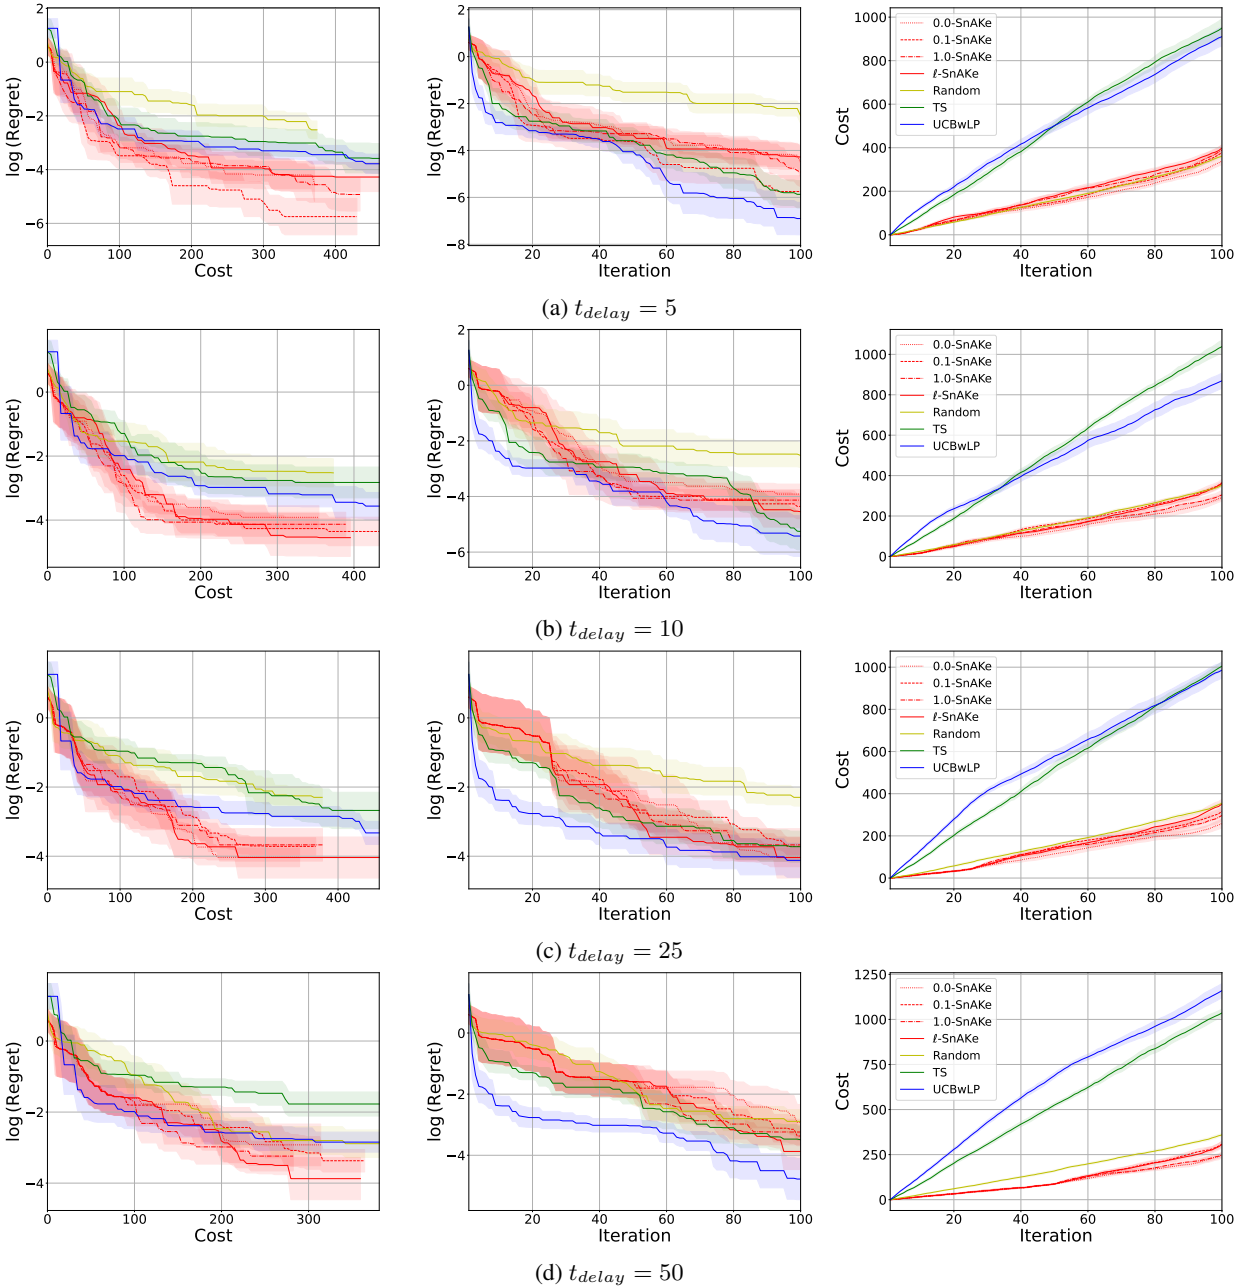 2
0
−2
−4
−6
log(Regret)
0
100
200
300
400
Cost
2
0
−2
−4
−6
−8
log(Regret)
20
40
60
80
100
Iteration
1000
800
600
400
200
0
Cost
0.0-SnAKe
0.1-SnAKe
1.0-SnAKe
ℓ-SnAKe
Random
TS
UCBwLP
20
40
60
80
100
Iteration
(a) t_delay = 5
0
−2
−4
log(Regret)
0
100
200
300
400
Cost
2
0
−2
−4
−6
log(Regret)
20
40
60
80
100
Iteration
1000
800
600
400
200
0
Cost
0.0-SnAKe
0.1-SnAKe
1.0-SnAKe
ℓ-SnAKe
Random
TS
UCBwLP
20
40
60
80
100
Iteration
(b) t_delay = 10
0
−2
−4
log(Regret)
0
100
200
300
400
Cost
0
−2
−4
log(Regret)
20
40
60
80
100
Iteration
1000
800
600
400
200
0
Cost
0.0-SnAKe
0.1-SnAKe
1.0-SnAKe
ℓ-SnAKe
Random
TS
UCBwLP
20
40
60
80
100
Iteration
(c) t_delay = 25
0
−2
−4
log(Regret)
0
100
200
300
Cost
0
−2
−4
log(Regret)
20
40
60
80
100
Iteration
1250
1000
750
500
250
0
Cost
0.0-SnAKe
0.1-SnAKe
1.0-SnAKe
ℓ-SnAKe
Random
TS
UCBwLP
20
40
60
80
100
Iteration
(d) t_delay = 50